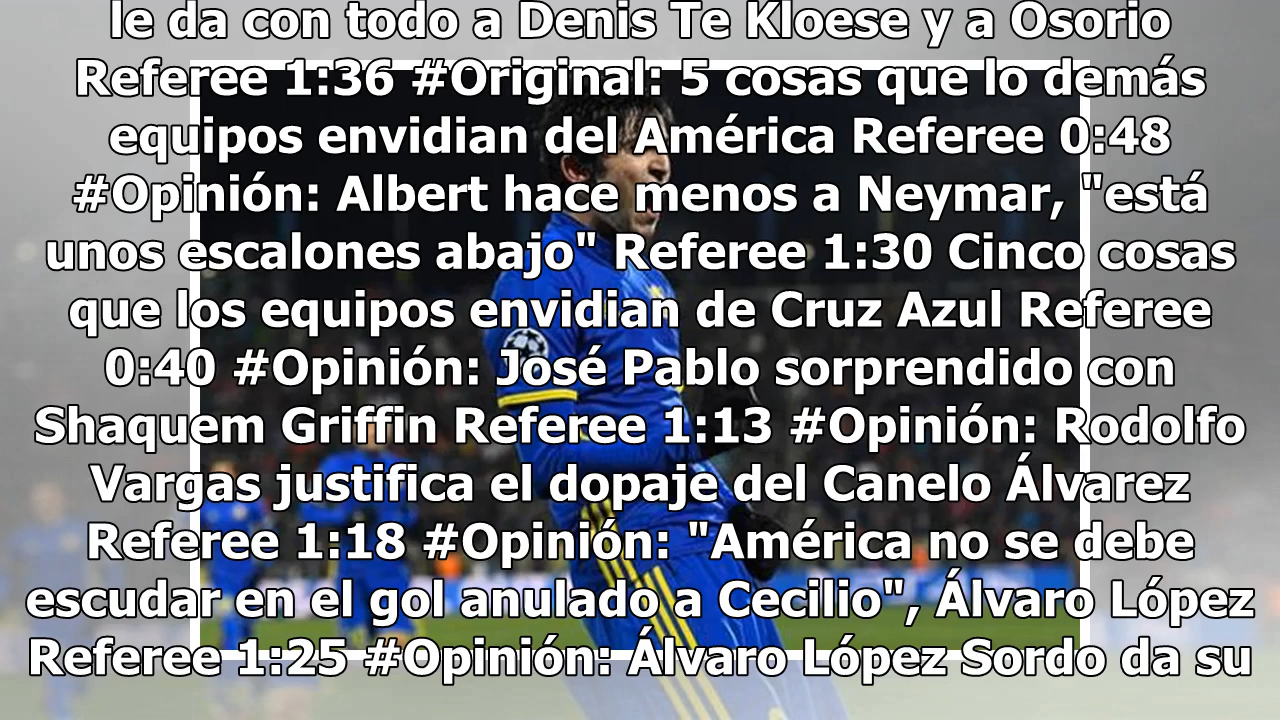 le da con todo a Denis Te Kloese y a Osorio
Referee 1:36 #Original: 5 cosas que lo demás
equipos envidian del América Referee 0:48
#Opinión: Albert hace menos a Neymar, "está
unos escalones abajo" Referee 1:30 Cinco cosas
que los equipos envidian de Cruz Azul Referee
0:40 #Opinión: José Pablo sorprendido con
Shaquem Griffin Referee 1:13 #Opinión: Rodolfo
Vargas justifica el dopaje del Canelo Álvarez
Referee 1:18 #Opinión: "América no se debe
escudar en el gol anulado a Cecilio", Álvaro López
Referee 1:25 #Opinión: Álvaro López Sordo da su